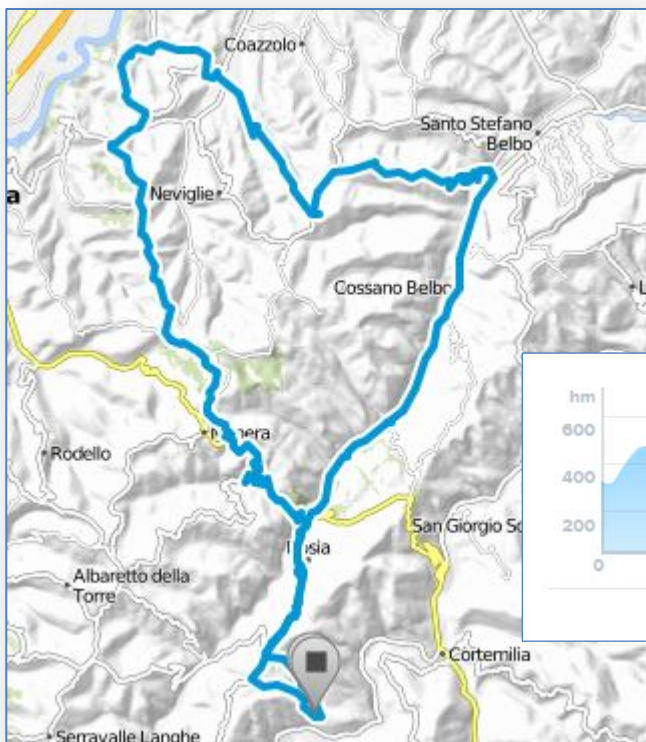 Coazzolo
Santo Stefano
Belbo
a
Neviglie
Cossano Belbo
L
hm
600
400
200
0
Rodello
San Giorgio Sc
Albaretto della
Torre
Cortemilia
Serravalle Langhe